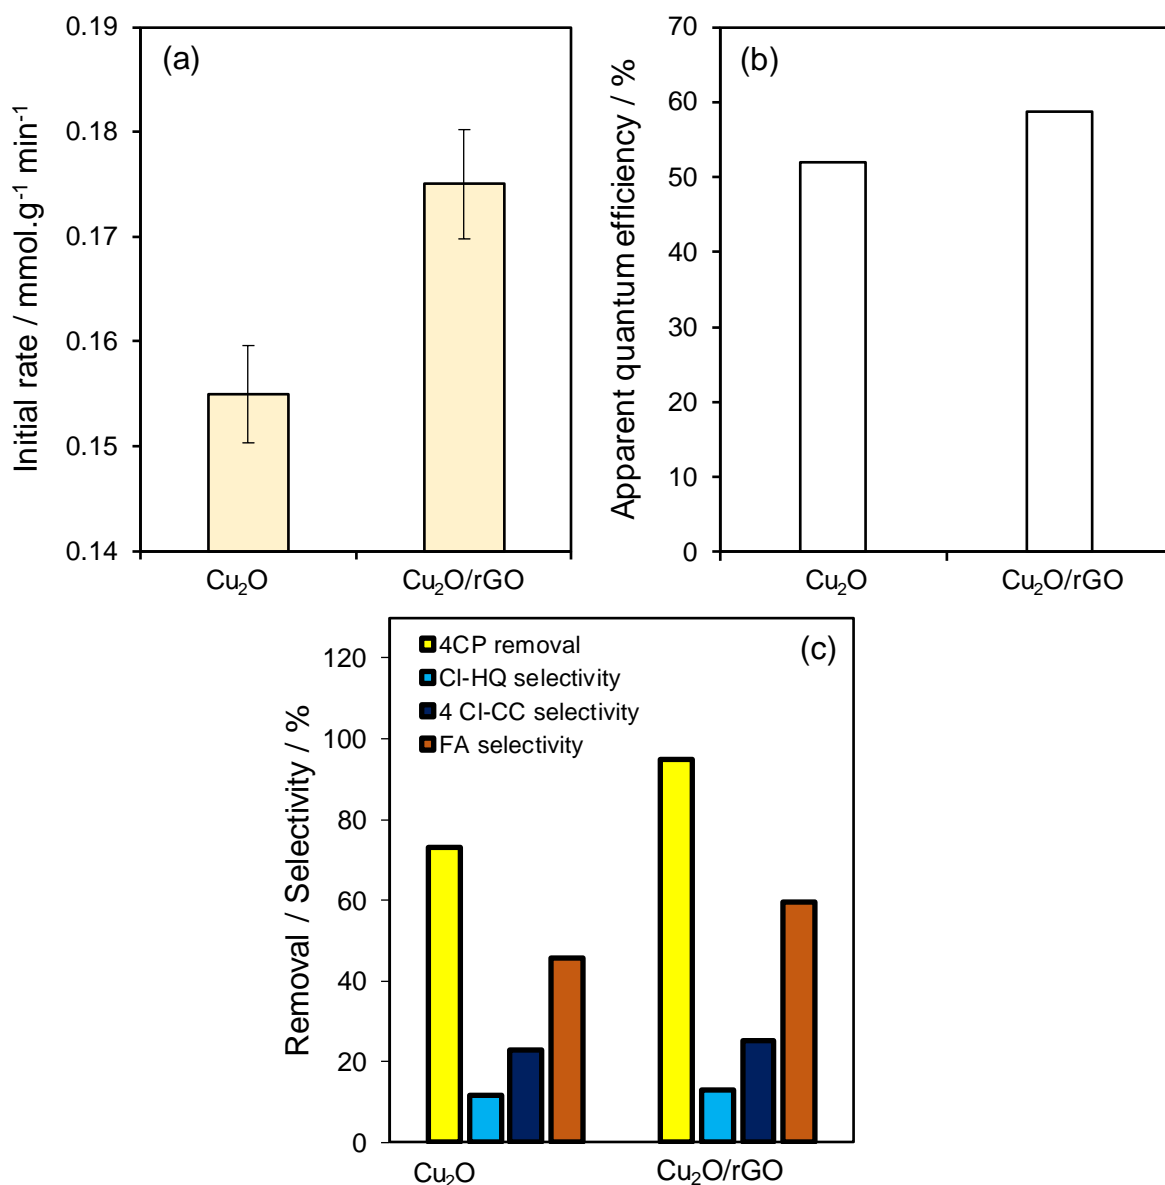 (a)
Initial rate / mmol.g⁻¹ min⁻¹
0.19
0.18
0.17
0.16
0.15
0.14
Cu₂O
Cu₂O/rGO
(b)
Apparent quantum efficiency / %
70
60
50
40
30
20
10
0
Cu₂O
Cu₂O/rGO
(c)
4CP removal
Cl-HQ selectivity
4 Cl-CC selectivity
FA selectivity
Removal / Selectivity / %
120
100
80
60
40
20
0
Cu₂O
Cu₂O/rGO